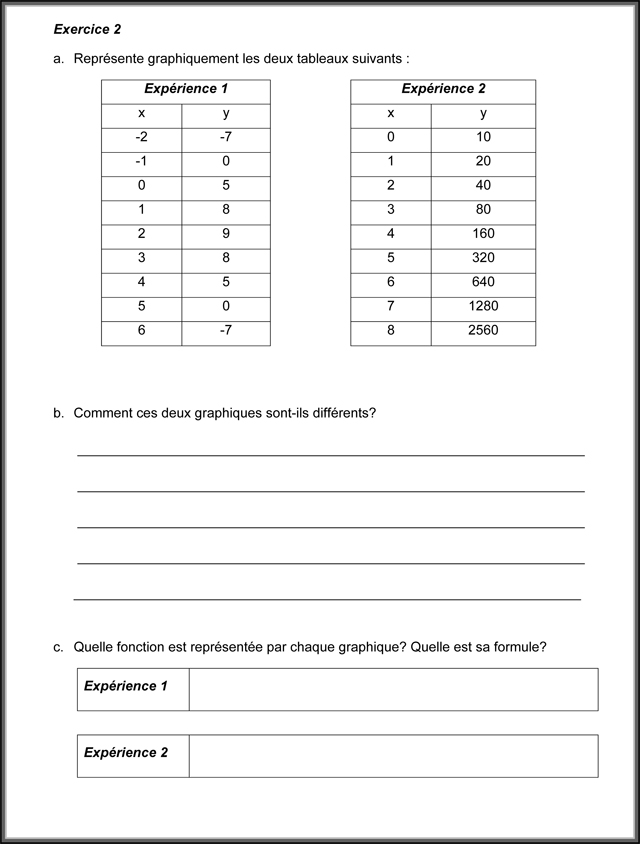 Exercice 2
a. Représente graphiquement les deux tableaux suivants :
Expérience 1
x y
-2 -7
-1 0
0 5
1 8
2 9
3 8
4 5
5 0
6 -7
Expérience 2
x y
0 10
1 20
2 40
3 80
4 160
5 320
6 640
7 1280
8 2560
b. Comment ces deux graphiques sont-ils différents?
c. Quelle fonction est représentée par chaque graphique? Quelle est sa formule?
Expérience 1
Expérience 2